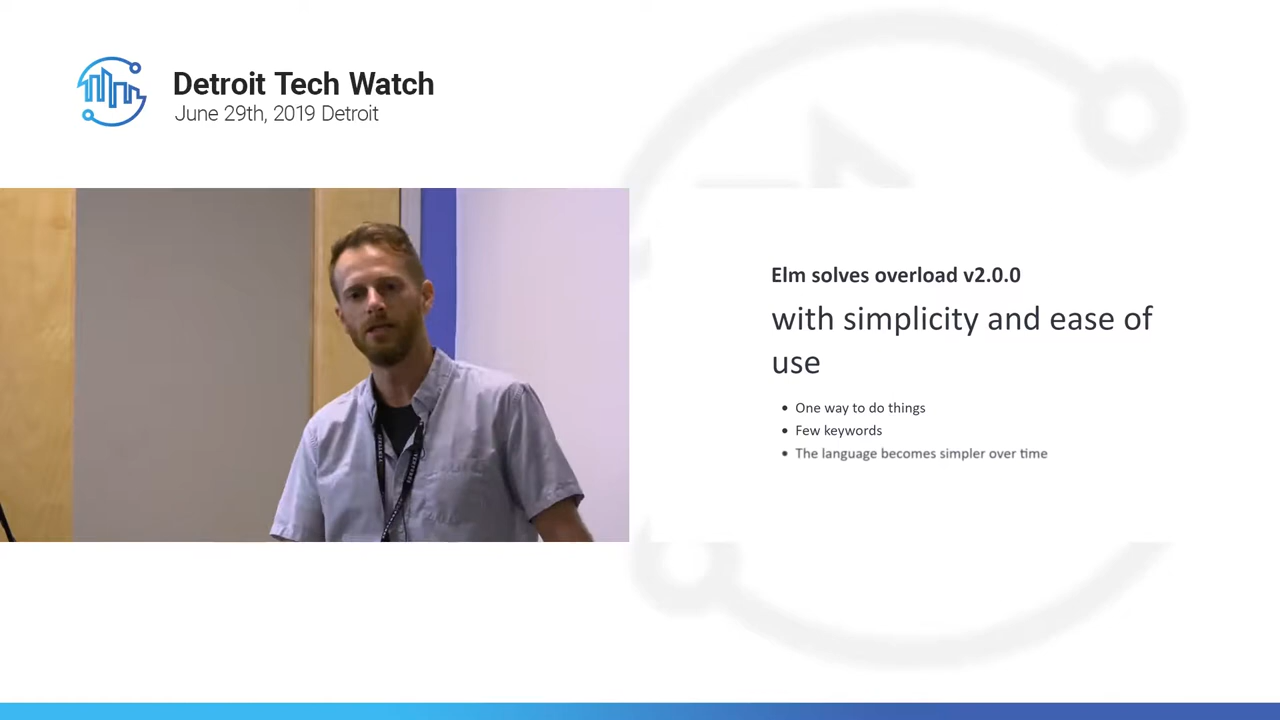 Detroit Tech Watch
June 29th, 2019 Detroit
Elm solves overload v2.0.0
with simplicity and ease of
use
• One way to do things
• Few keywords
• The language becomes simpler over time